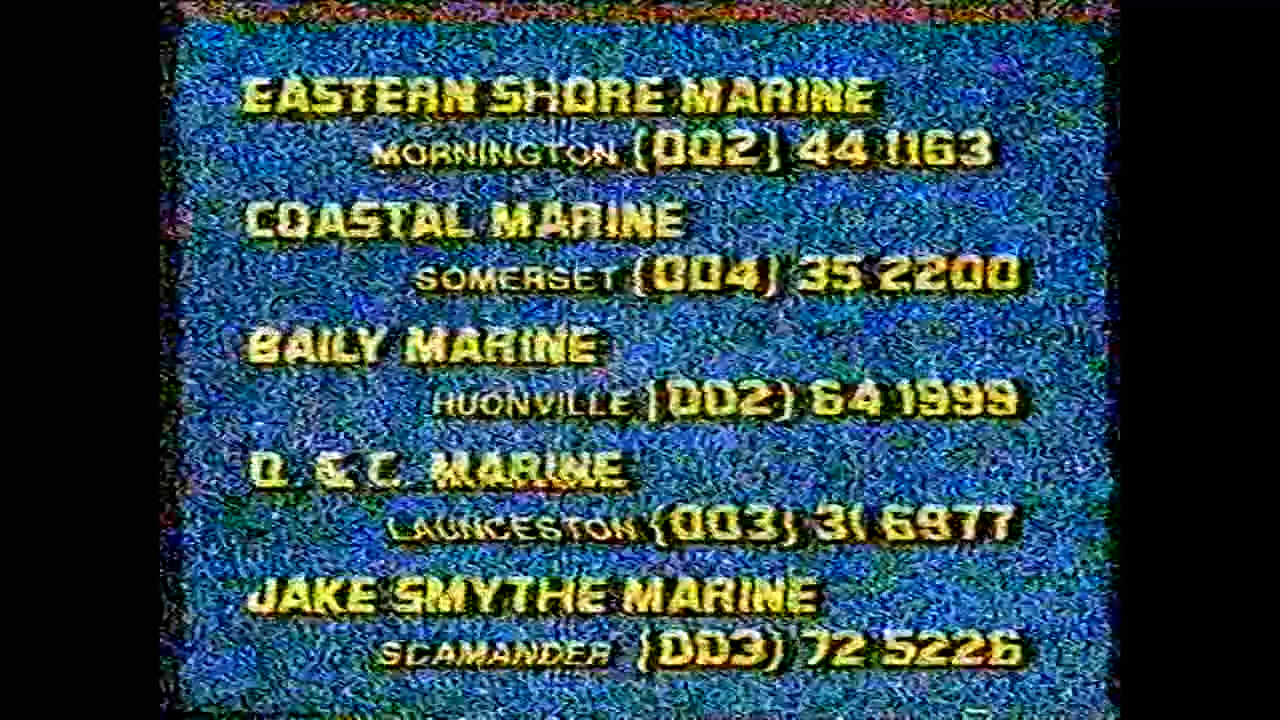 EASTERN SHORE MARINE
MORNINGTON (002) 44 1163
COASTAL MARINE
SOMERSET (004) 35 2200
BAILY MARINE
HUONVILLE (002) 64 1999
& C. MARINE
LAUNCESTON (003) 31 6977
JAKE SMYTHE MARINE
SCAMANDER (003) 72 5226